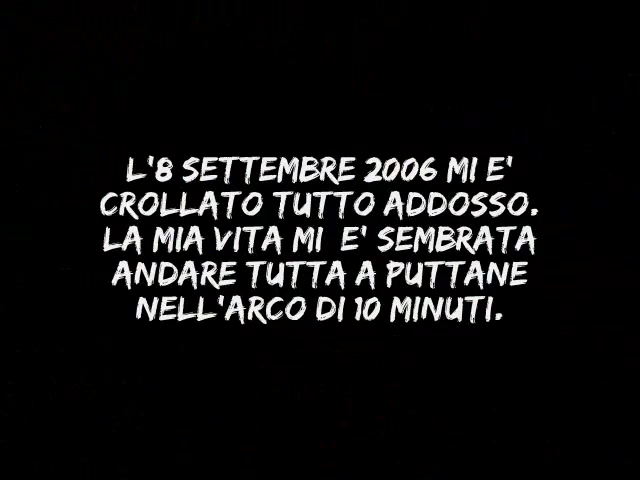 L'8 SETTEMBRE 2006 MI E'
CROLLATO TUTTO ADDOSSO.
LA MIA VITA MI  E' SEMBRATA
ANDARE TUTTA A PUTTANE
NELL'ARCO DI 10 MINUTI.